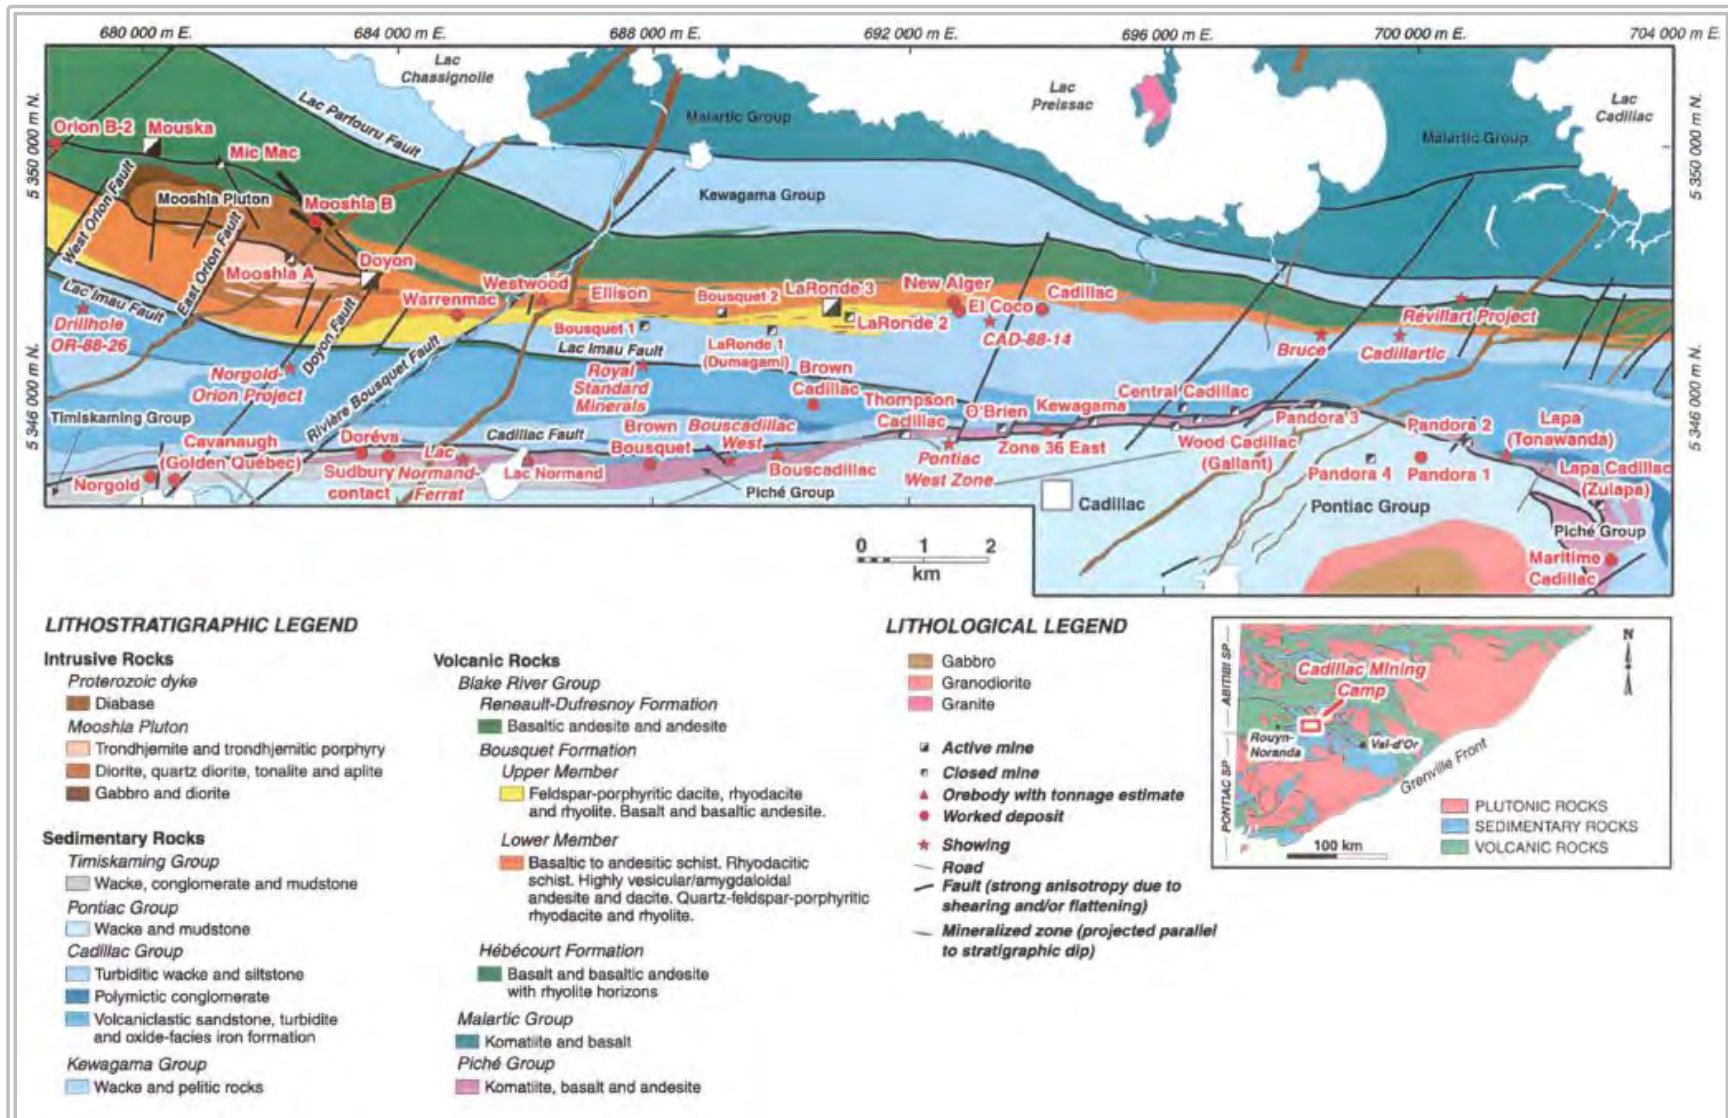 680 000 m E.
684 000 m E.
688 000 m E.
692 000 m E.
696 000 m E.
700 000 m E.
704 000 m E.
5 350 000 m N.
5 346 000 m N.
5 350 000 m N.
5 346 000 m N.
Lac
Chassignolle
Lac
Preissac
Lac
Cadillac
Malartic Group
Malartic Group
Kewagama Group
Lac Parfouru Fault
Orion B-2
Mouska
Mic Mac
Mooshla Pluton
Mooshla B
West Orion Fault
East Orion Fault
Mooshla A
Doyon
Lac Imau Fault
Doyon Fault
Drillhole
OR-88-26
Norgold-
Orion Project
Warrenmac
Westwood
Ellison
Bousquet 2
Bousquet 1
LaRonde 3
LaRonde 2
LaRonde 1
(Dumagami)
New Alger
El Coco
Cadillac
CAD-88-14
Bruce
Cadillartic
Révillart Project
Lac Imau Fault
Rivière Bousquet Fault
Royal
Standard
Minerals
Brown
Cadillac
Thompson
Cadillac
O'Brien
Kewagama
Central Cadillac
Pandora 3
Pandora 2
Lapa
(Tonawanda)
Timiskaming Group
Cavanaugh
(Golden Québec)
Norgold
Doréva
Sudbury
contact
Lac
Normand-
Ferrat
Cadillac Fault
Lac Normand
Brown
Bousquet
Bouscadillac
West
Bouscadillac
Piché Group
Pontiac
West Zone
Zone 36 East
Wood Cadillac
(Gallant)
Pandora 4
Pandora 1
Lapa Cadillac
(Zulapa)
Cadillac
Pontiac Group
Piché Group
Maritime
Cadillac
0 1 2
km
LITHOSTRATIGRAPHIC LEGEND
Intrusive Rocks
Proterozoic dyke
Diabase
Mooshla Pluton
Trondhjemite and trondhjemitic porphyry
Diorite, quartz diorite, tonalite and aplite
Gabbro and diorite
Sedimentary Rocks
Timiskaming Group
Wacke, conglomerate and mudstone
Pontiac Group
Wacke and mudstone
Cadillac Group
Turbiditic wacke and siltstone
Polymictic conglomerate
Volcaniclastic sandstone, turbidite
and oxide-facies iron formation
Kewagama Group
Wacke and pelitic rocks
Volcanic Rocks
Blake River Group
Reneault-Dufresnoy Formation
Basaltic andesite and andesite
Bousquet Formation
Upper Member
Feldspar-porphyritic dacite, rhyodacite
and rhyolite. Basalt and basaltic andesite.
Lower Member
Basaltic to andesitic schist. Rhyodacitic
schist. Highly vesicular/amygdaloidal
andesite and dacite. Quartz-feldspar-porphyritic
rhyodacite and rhyolite.
Hébécourt Formation
Basalt and basaltic andesite
with rhyolite horizons
Malartic Group
Komatiite and basalt
Piché Group
Komatiite, basalt and andesite
LITHOLOGICAL LEGEND
Gabbro
Granodiorite
Granite
Active mine
Closed mine
Orebody with tonnage estimate
Worked deposit
Showing
Road
Fault (strong anisotropy due to
shearing and/or flattening)
Mineralized zone (projected parallel
to stratigraphic dip)
PONTIAC SP
ABITIBI SP
N
Cadillac Mining
Camp
Rouyn-
Noranda
Val-d'Or
Grenville Front
100 km
PLUTONIC ROCKS
SEDIMENTARY ROCKS
VOLCANIC ROCKS